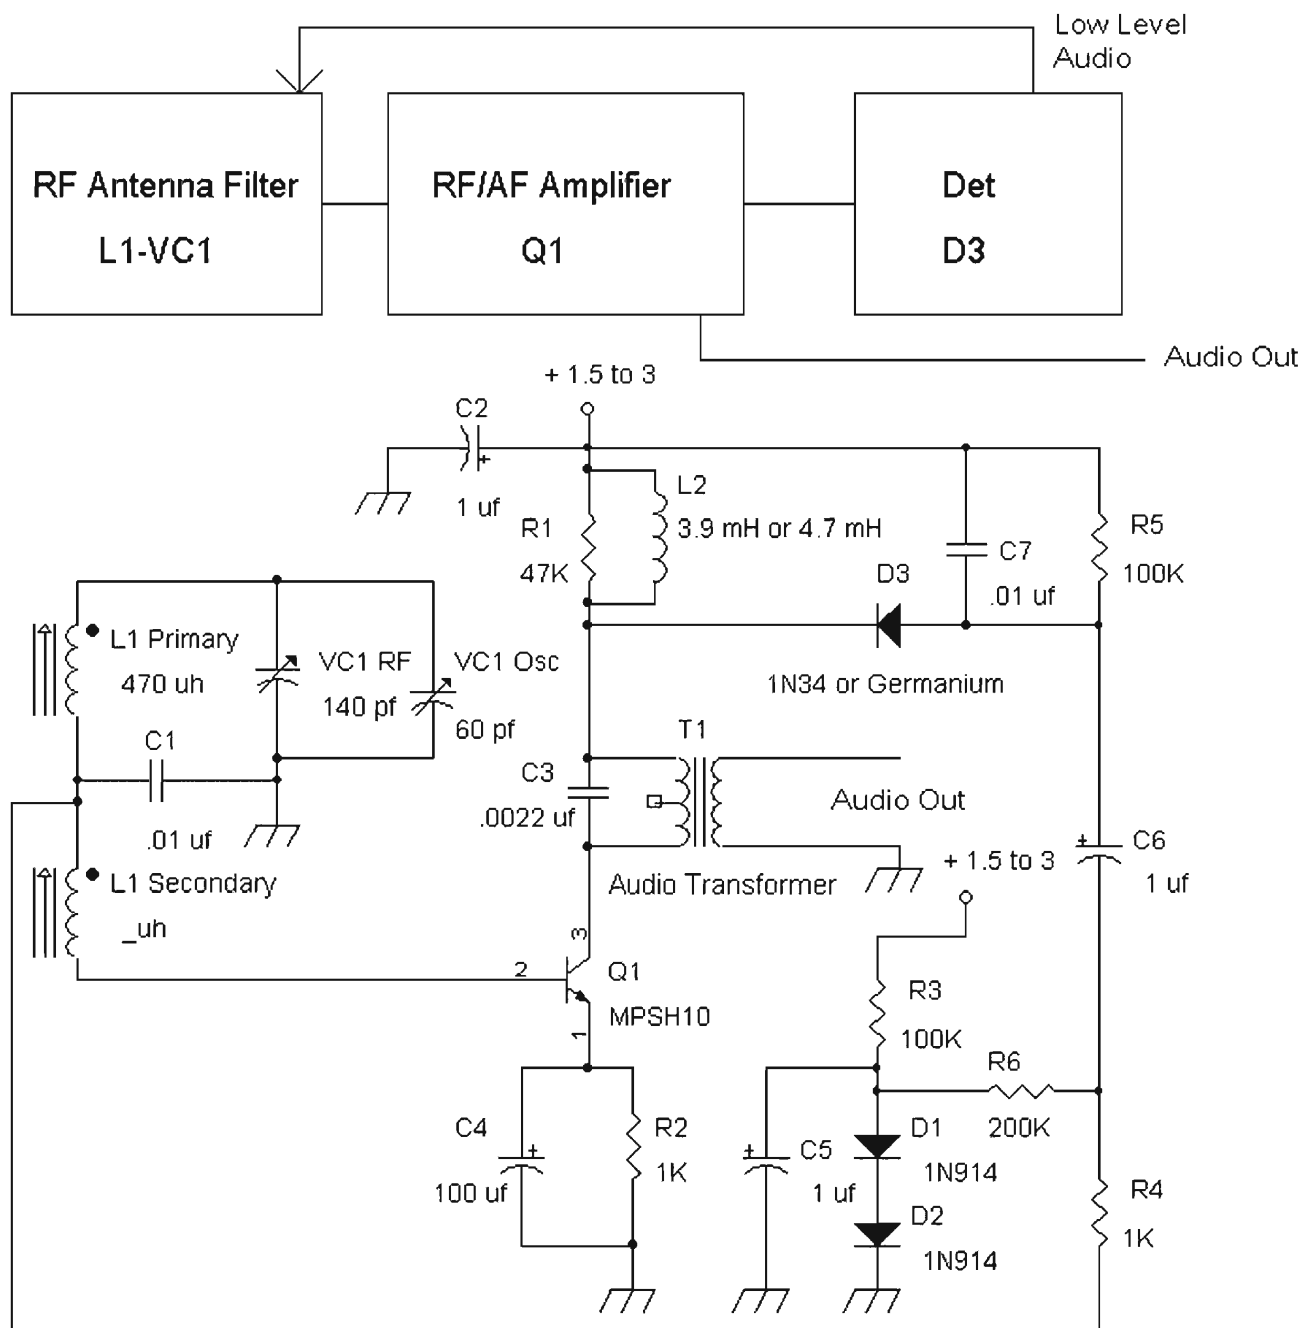 Low Level
Audio
RF Antenna Filter
L1-VC1
RF/AF Amplifier
Q1
Det
D3
Audio Out
+ 1.5 to 3
C2
+
1 uf
L2
3.9 mH or 4.7 mH
R1
47K
C7
.01 uf
R5
100K
D3
1N34 or Germanium
L1 Primary
470 uh
VC1 RF
140 pf
VC1 Osc
60 pf
C1
.01 uf
T1
C3
.0022 uf
Audio Out
Audio Transformer
+ 1.5 to 3
+
C6
1 uf
L1 Secondary
_uh
3
2
Q1
MPSH10
1
R3
100K
R6
200K
C4
+
100 uf
R2
1K
+
C5
1 uf
D1
1N914
D2
1N914
R4
1K